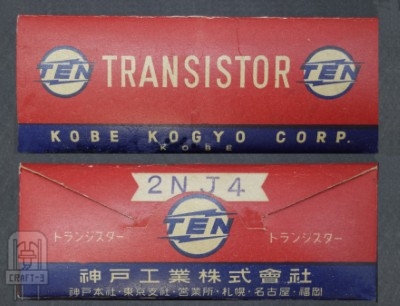 TEN TRANSISTOR TEN
KOBE KOGYO CORP.
KOBE
2NJ4
トランジスター TEN トランジスター
神戸工業株式會社
神戸本社・東京支社・営業所・札幌・名古屋・福岡
CRAFT-3